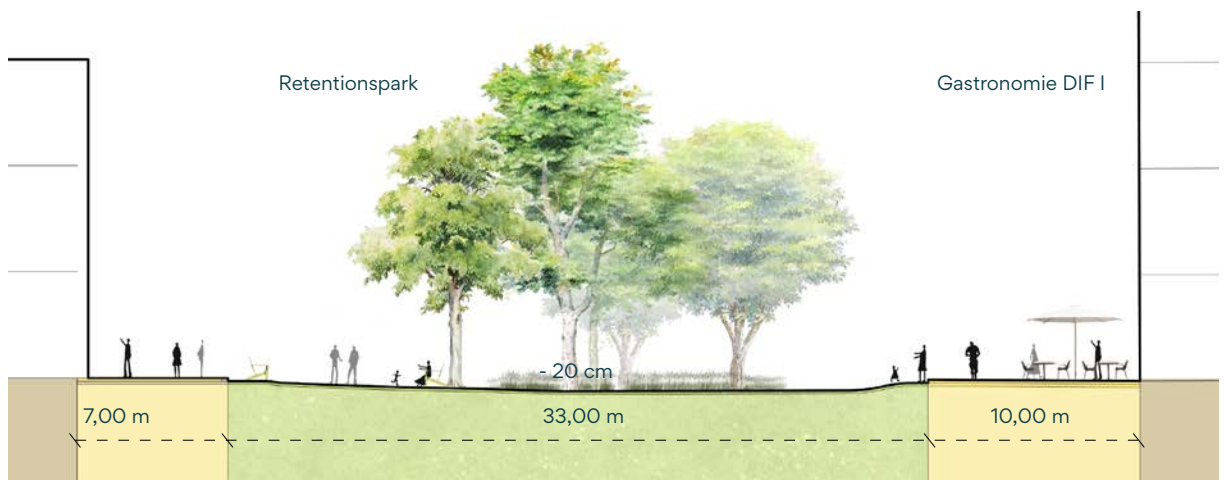 Retentionspark
Gastronomie DIF I
- 20 cm
7,00 m
33,00 m
10,00 m